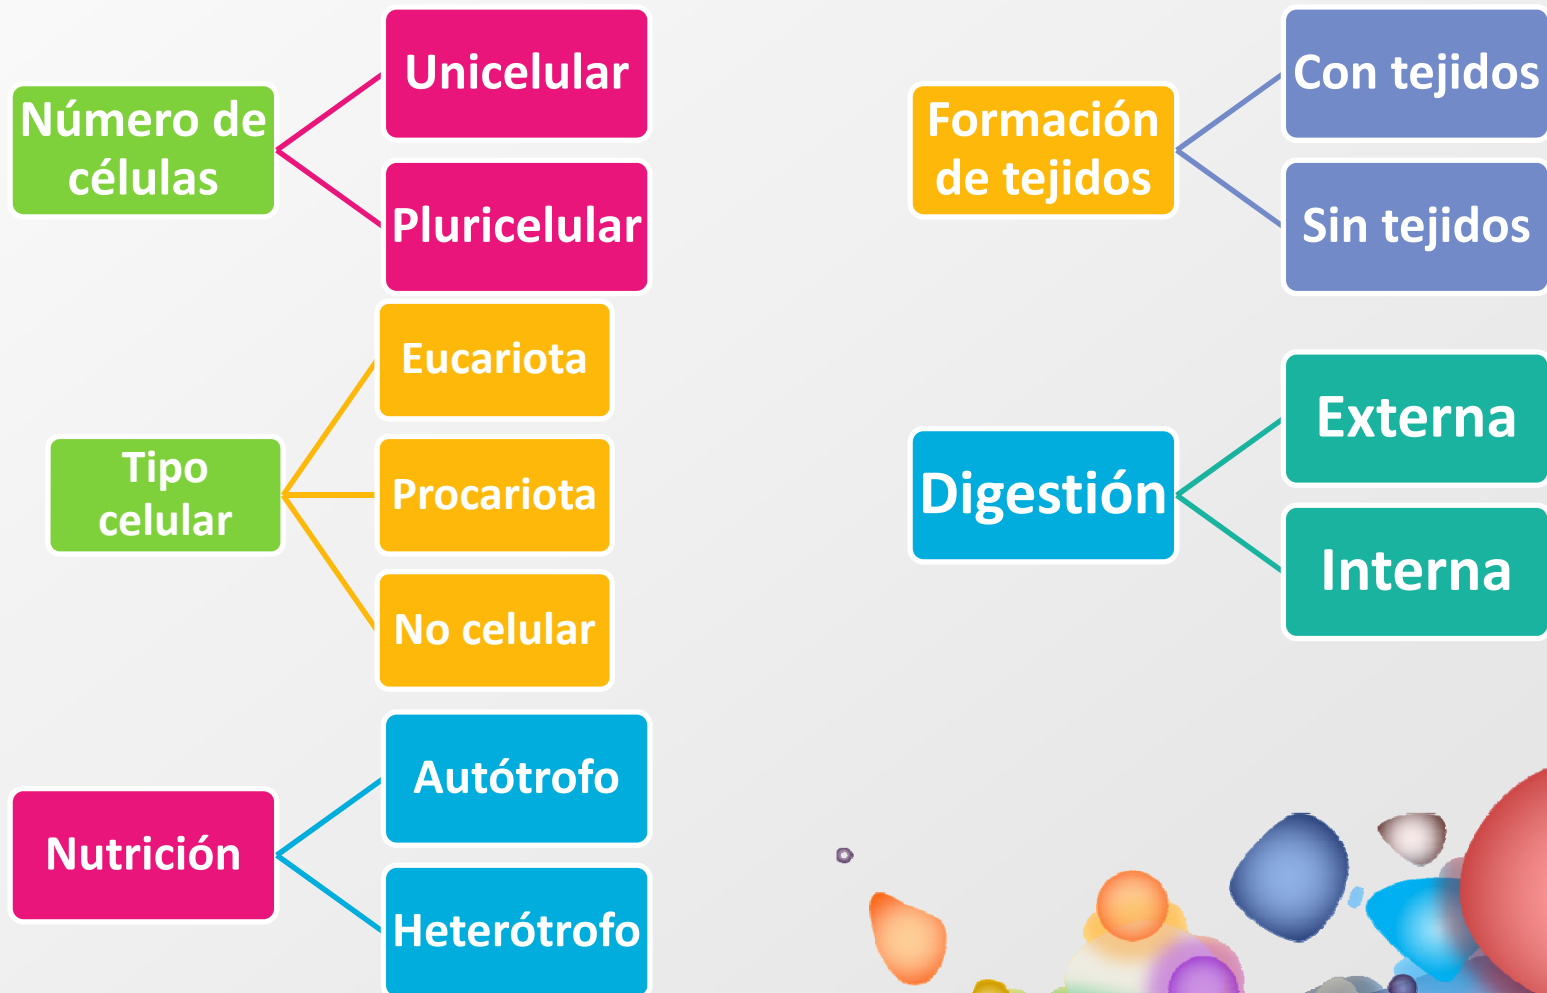 Número de
células
Unicelular
Pluricelular
Tipo
celular
Eucariota
Procariota
No celular
Nutrición
Autótrofo
Heterótrofo
Formación
de tejidos
Con tejidos
Sin tejidos
Digestión
Externa
Interna